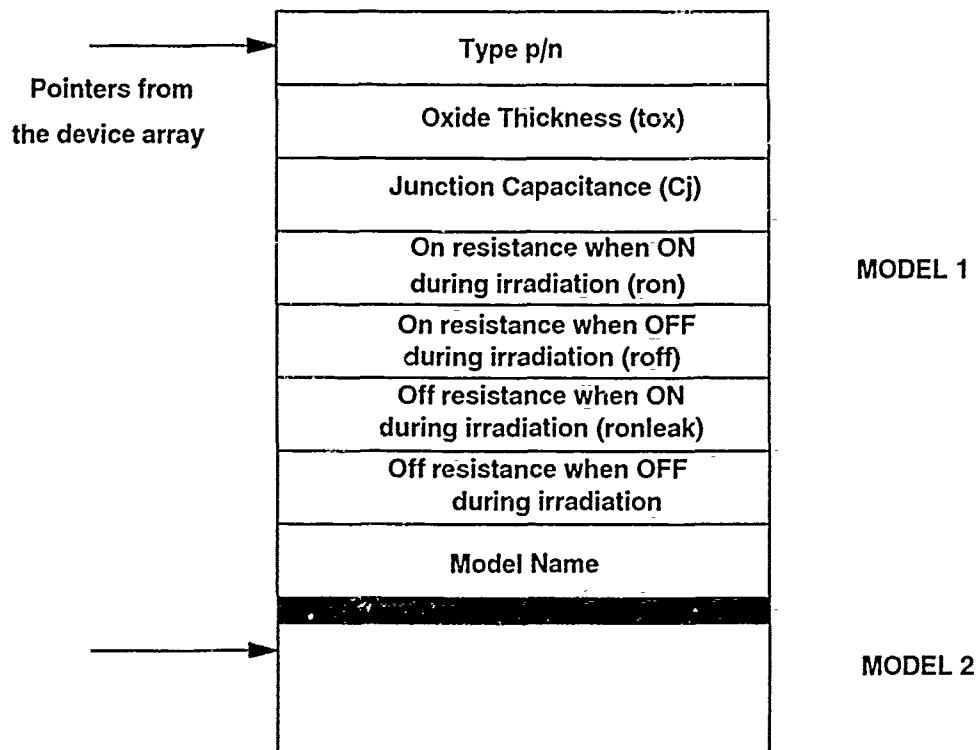 Type p/n
Pointers from
the device array
Oxide Thickness (tox)
Junction Capacitance (Cj)
On resistance when ON
during irradiation (ron)
MODEL 1
On resistance when OFF
during irradiation (roff)
Off resistance when ON
during irradiation (ronleak)
Off resistance when OFF
during irradiation
Model Name
MODEL 2